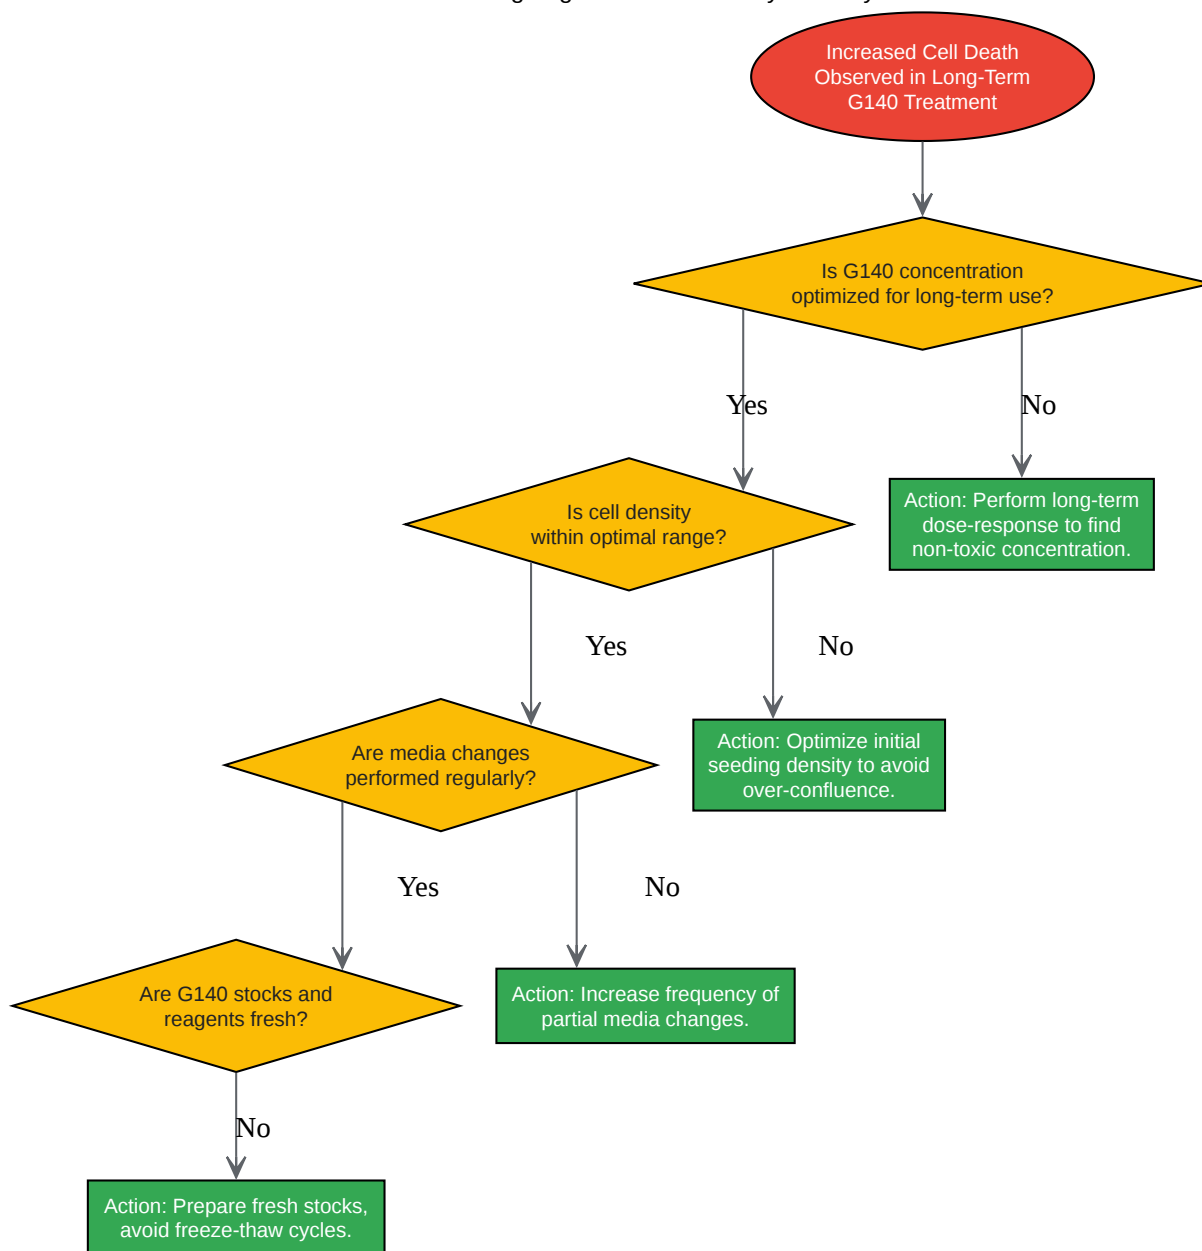 Increased Cell Death
Observed in Long-Term
G140 Treatment
Is G140 concentration
optimized for long-term use?
Yes
No
Is cell density
within optimal range?
Action: Perform long-term
dose-response to find
non-toxic concentration.
Yes
No
Are media changes
performed regularly?
Action: Optimize initial
seeding density to avoid
over-confluence.
Yes
No
Are G140 stocks and
reagents fresh?
Action: Increase frequency of
partial media changes.
No
Action: Prepare fresh stocks,
avoid freeze-thaw cycles.